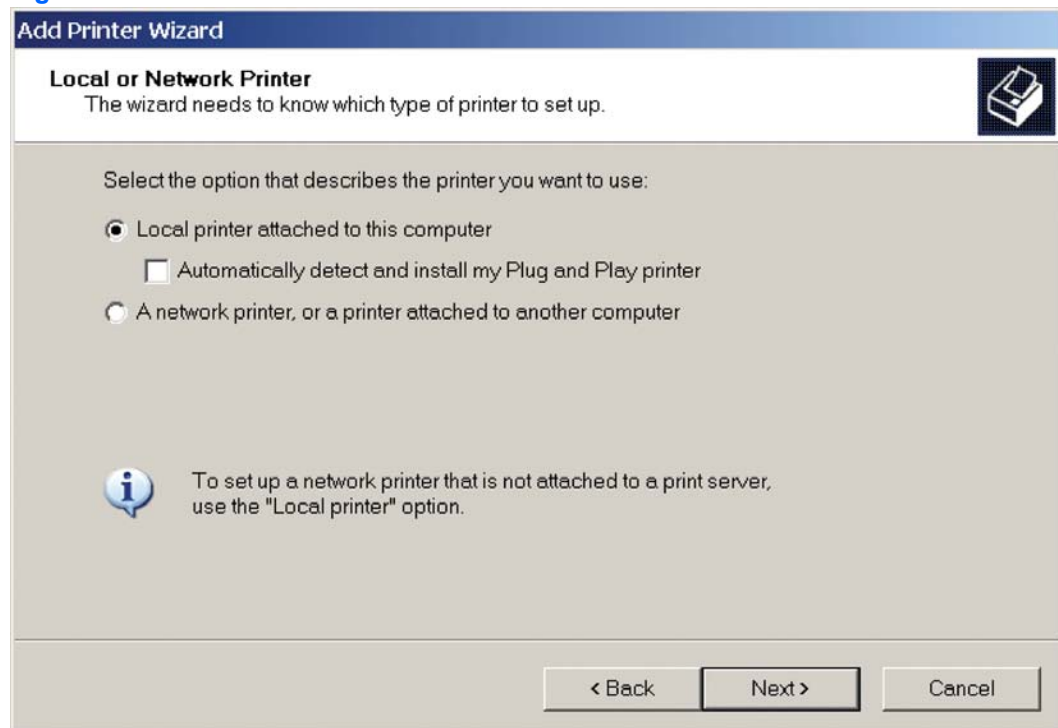 Add Printer Wizard
Local or Network Printer
The wizard needs to know which type of printer to set up.
Select the option that describes the printer you want to use:
Local printer attached to this computer
Automatically detect and install my Plug and Play printer
A network printer, or a printer attached to another computer
To set up a network printer that is not attached to a print server,
use the "Local printer" option.
< Back
Next >
Cancel